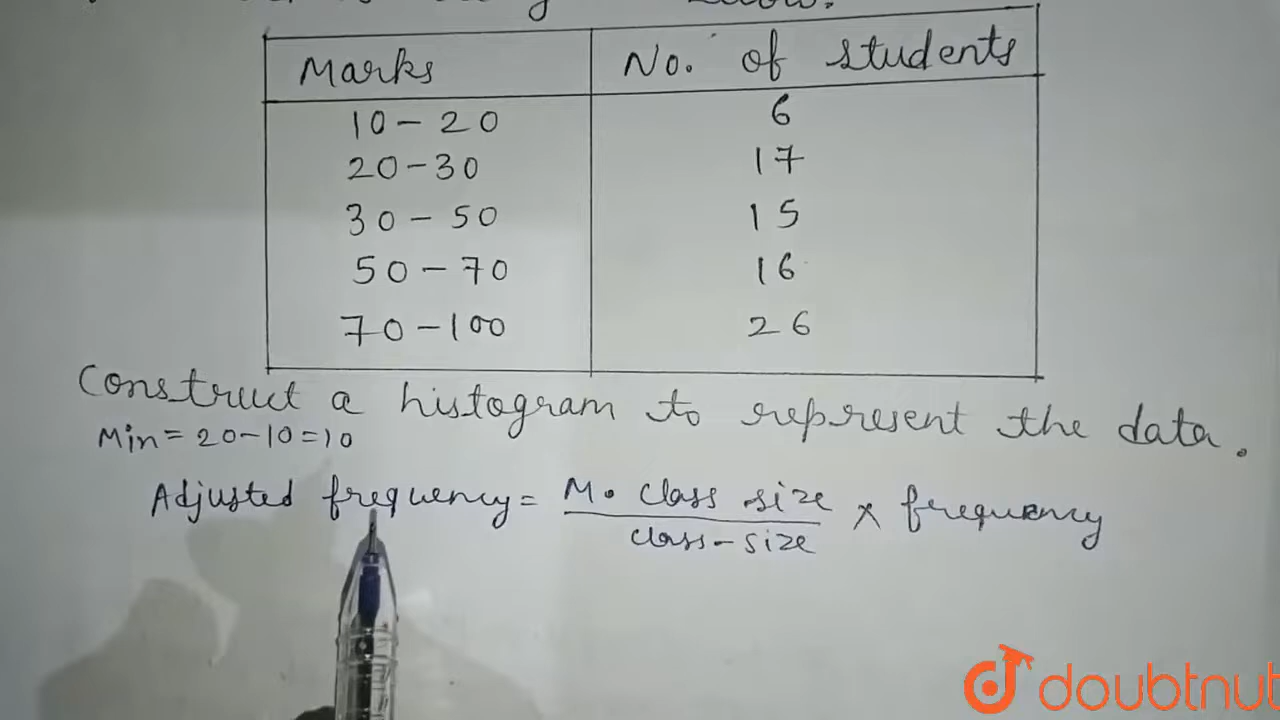 Marks No. of students
10-20 6
20-30 17
30-50 15
50-70 16
70-100 26
Construct a histogram to represent the data.
Min = 20-10=10
Adjusted frequency = M. class size / class-size × frequency
doubtnut